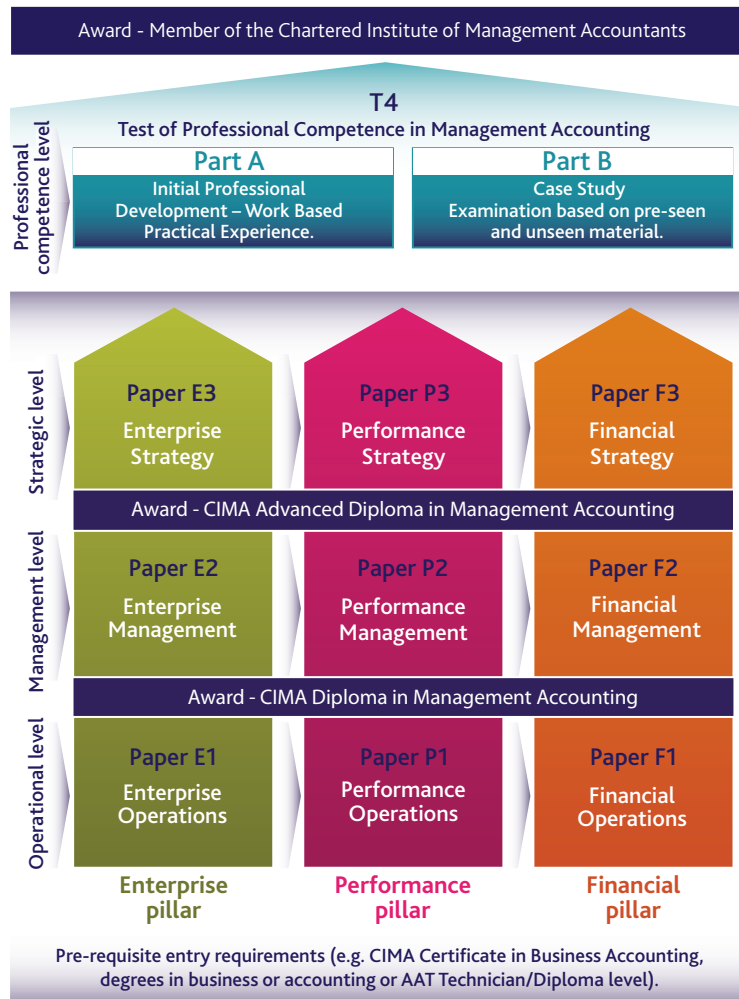 Award - Member of the Chartered Institute of Management Accountants
T4
Test of Professional Competence in Management Accounting
Professional
competence level
Part A
Initial Professional
Development – Work Based
Practical Experience.
Part B
Case Study
Examination based on pre-seen
and unseen material.
Strategic level
Paper E3
Enterprise
Strategy
Paper P3
Performance
Strategy
Paper F3
Financial
Strategy
Award - CIMA Advanced Diploma in Management Accounting
Management level
Paper E2
Enterprise
Management
Paper P2
Performance
Management
Paper F2
Financial
Management
Award - CIMA Diploma in Management Accounting
Operational level
Paper E1
Enterprise
Operations
Paper P1
Performance
Operations
Paper F1
Financial
Operations
Enterprise
pillar
Performance
pillar
Financial
pillar
Pre-requisite entry requirements (e.g. CIMA Certificate in Business Accounting,
degrees in business or accounting or AAT Technician/Diploma level).